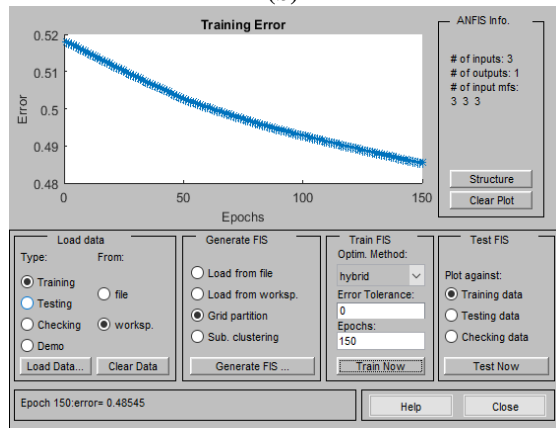 Training Error
0.52
0.51
0.5
0.49
0.48
Error
0
50
100
150
Epochs
ANFIS Info.
# of inputs: 3
# of outputs: 1
# of input mfs:
3 3 3
Structure
Clear Plot
Load data
Type:
From:
Training
Testing
Checking
Demo
file
worksp.
Load Data...
Clear Data
Generate FIS
Load from file
Load from worksp.
Grid partition
Sub. clustering
Generate FIS ...
Train FIS
Optim. Method:
hybrid
Error Tolerance:
0
Epochs:
150
Train Now
Test FIS
Plot against:
Training data
Testing data
Checking data
Test Now
Epoch 150:error= 0.48545
Help
Close